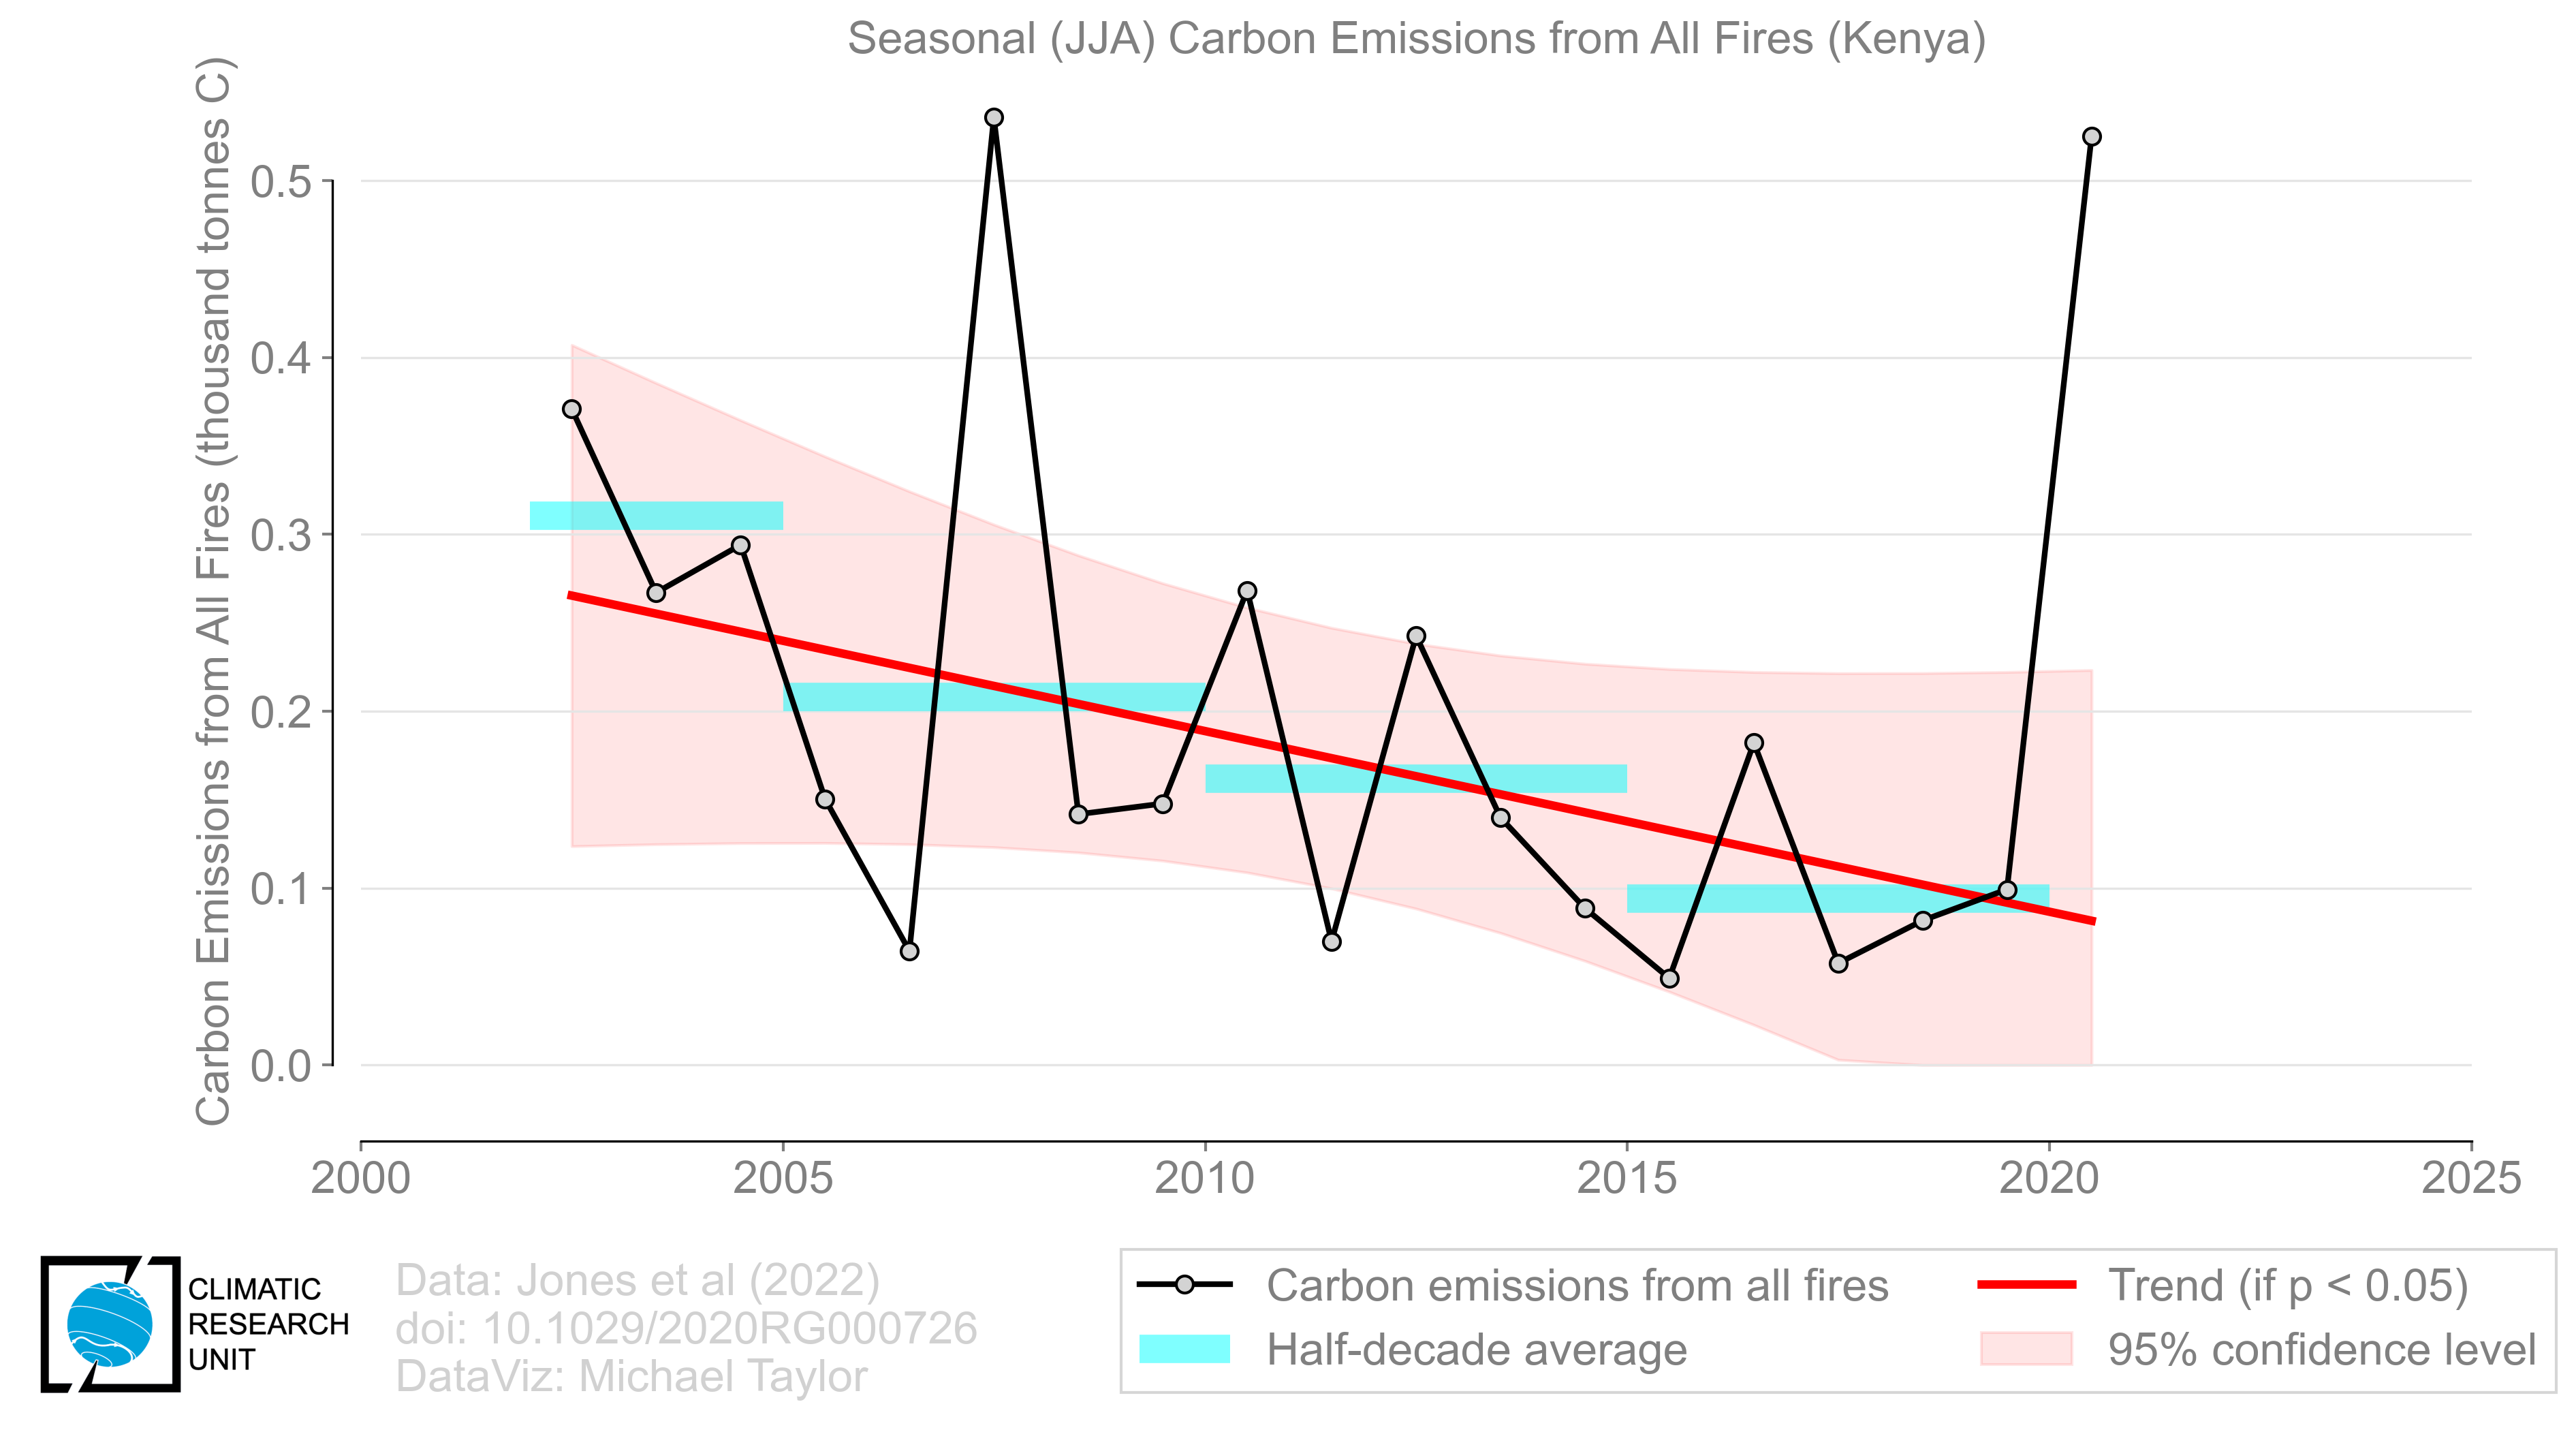 Seasonal (JJA) Carbon Emissions from All Fires (Kenya)
Carbon Emissions from All Fires (thousand tonnes C)
0.5
0.4
0.3
0.2
0.1
0.0
2000 2005 2010 2015 2020 2025
CLIMATIC
RESEARCH
UNIT
Data: Jones et al (2022)
doi: 10.1029/2020RG000726
DataViz: Michael Taylor
Carbon emissions from all fires
Half-decade average
Trend (if p < 0.05)
95% confidence level